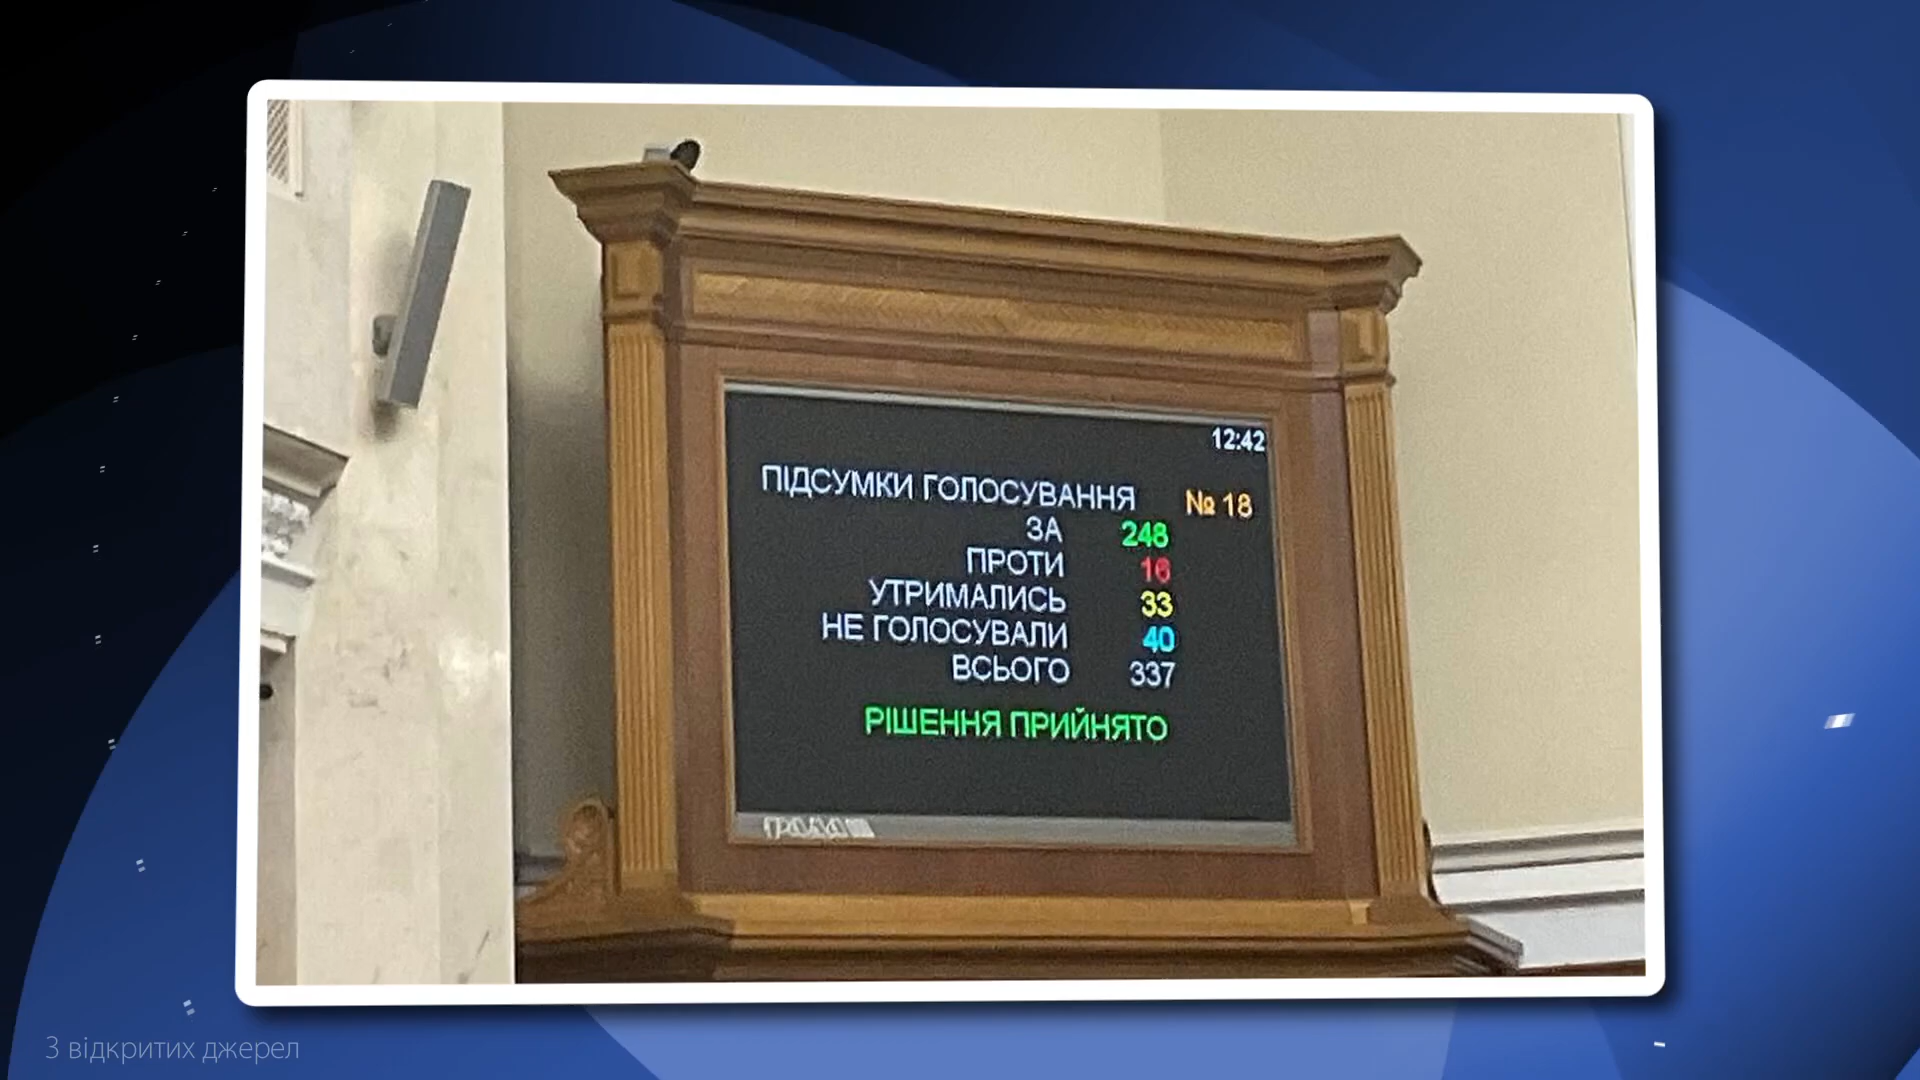 12:42
ПІДСУМКИ ГОЛОСУВАННЯ № 18
ЗА 248
ПРОТИ 16
УТРИМАЛИСЬ 33
НЕ ГОЛОСУВАЛИ 40
ВСЬОГО 337
РІШЕННЯ ПРИЙНЯТО
З відкритих джерел